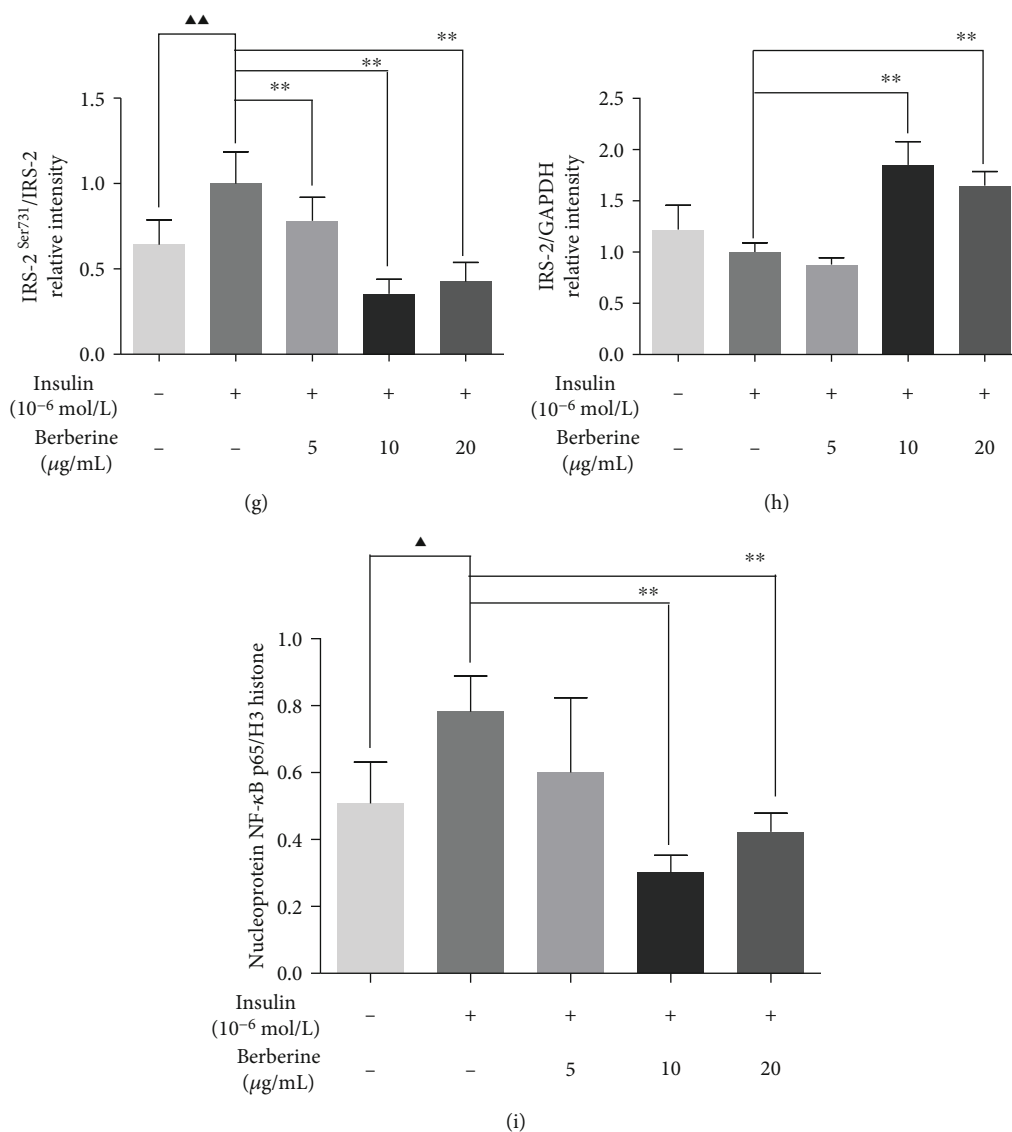 ▲▲
**
**
**
1.5
1.0
0.5
0.0
IRS-2 Ser731/IRS-2
relative intensity
Insulin
(10−6 mol/L)
– + + + +
Berberine
(μg/mL)
– – 5 10 20
(g)
**
**
2.5
2.0
1.5
1.0
0.5
0.0
IRS-2/GAPDH
relative intensity
Insulin
(10−6 mol/L)
– + + + +
Berberine
(μg/mL)
– – 5 10 20
(h)
▲
**
**
1.0
0.8
0.6
0.4
0.2
0.0
Nucleoprotein NF-κB p65/H3 histone
Insulin
(10−6 mol/L)
– + + + +
Berberine
(μg/mL)
– – 5 10 20
(i)